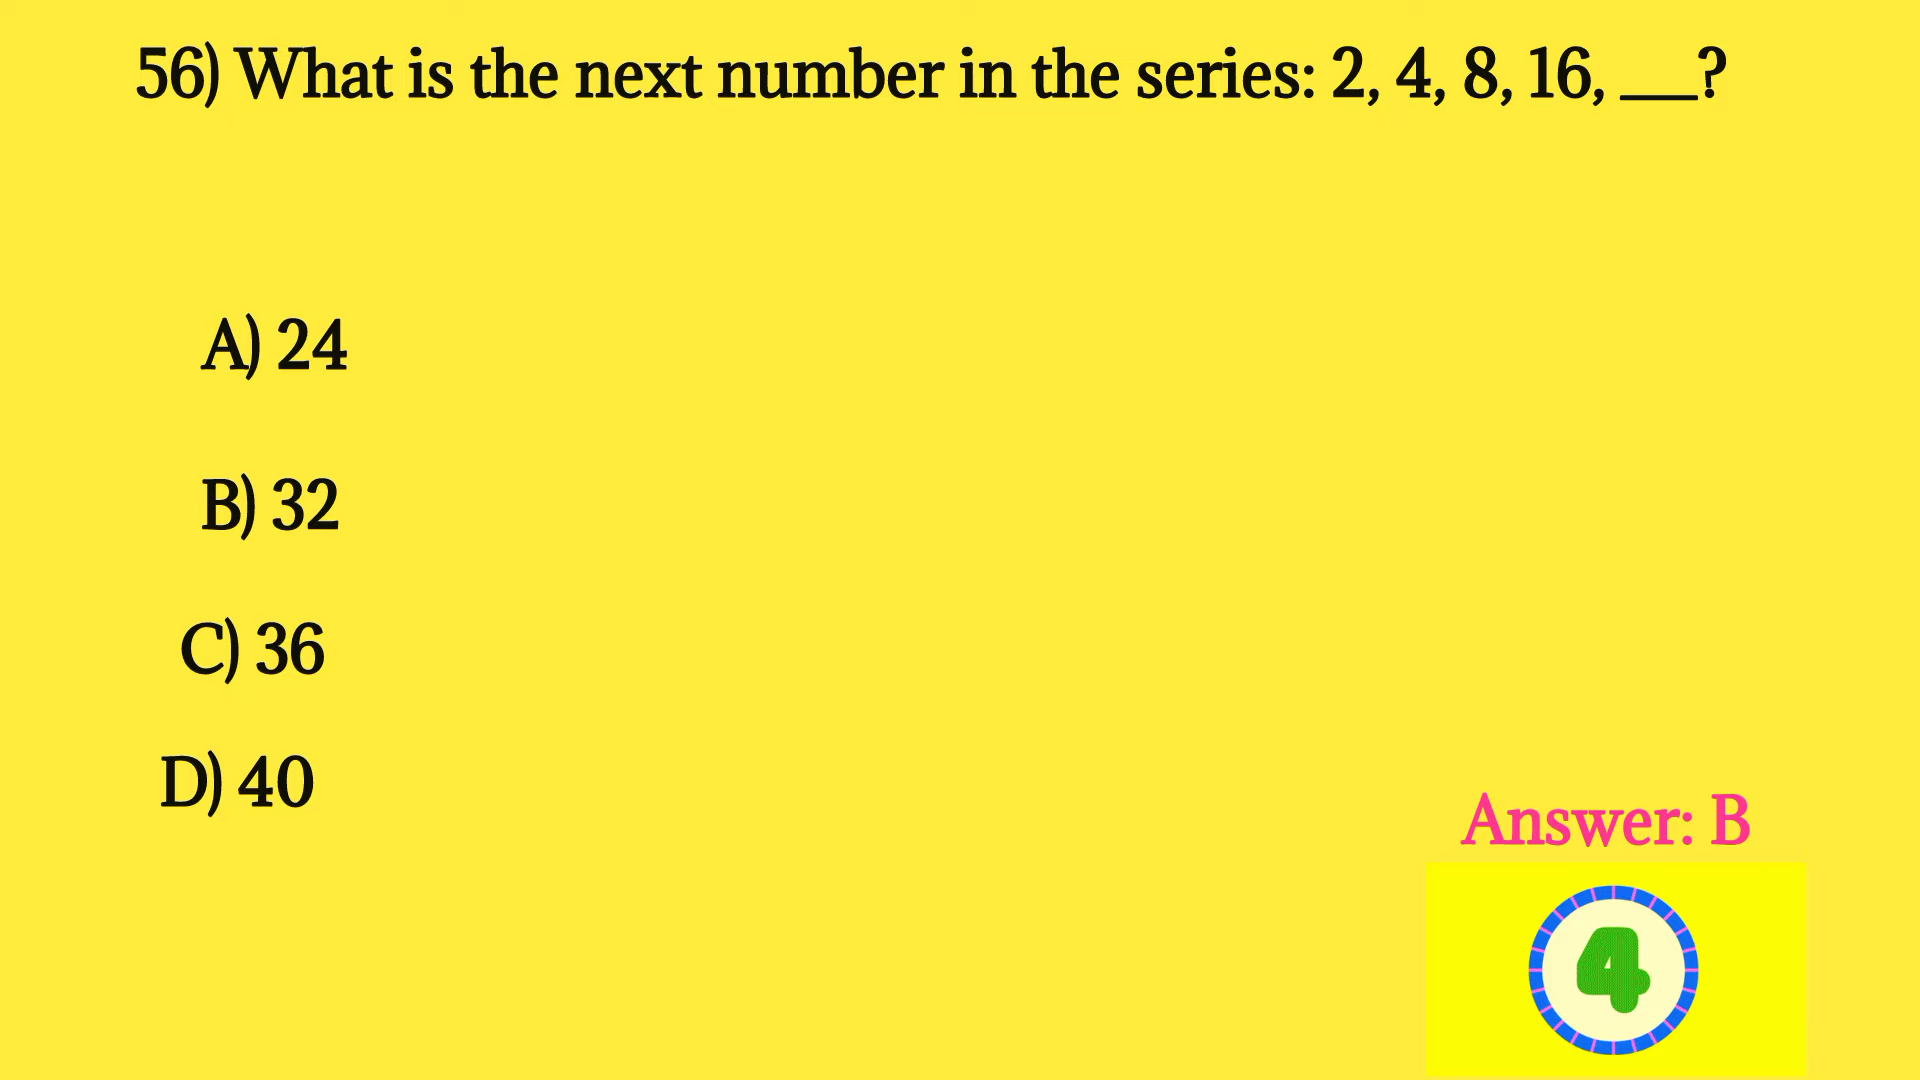 56) What is the next number in the series: 2, 4, 8, 16, ___?
A) 24
B) 32
C) 36
D) 40
Answer: B
4